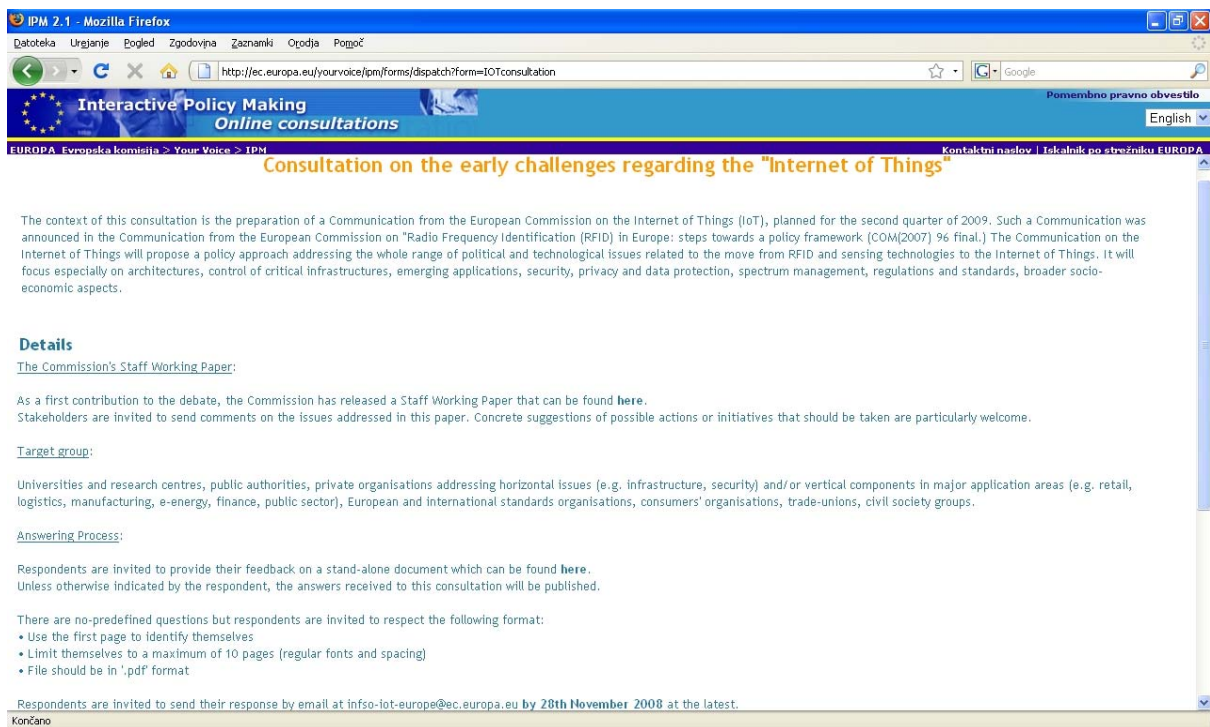 IPM 2.1 - Mozilla Firefox
Datoteka Urejanje Pogled Zgodovina Zaznamki Orodja Pomoč
http://ec.europa.eu/yourvoice/ipm/forms/dispatch?form=IOTconsultation
G Google
Interactive Policy Making
Online consultations
Pomembno pravno obvestilo
English
EUROPA Evropska komisija > Your Voice > IPM
Kontaktni naslov | Iskalnik po strežniku EUROPA
Consultation on the early challenges regarding the "Internet of Things"
The context of this consultation is the preparation of a Communication from the European Commission on the Internet of Things (IoT), planned for the second quarter of 2009. Such a Communication was
announced in the Communication from the European Commission on "Radio Frequency Identification (RFID) in Europe: steps towards a policy framework (COM(2007) 96 final.) The Communication on the
Internet of Things will propose a policy approach addressing the whole range of political and technological issues related to the move from RFID and sensing technologies to the Internet of Things. It will
focus especially on architectures, control of critical infrastructures, emerging applications, security, privacy and data protection, spectrum management, regulations and standards, broader socio-
economic aspects.
Details
The Commission's Staff Working Paper:
As a first contribution to the debate, the Commission has released a Staff Working Paper that can be found here.
Stakeholders are invited to send comments on the issues addressed in this paper. Concrete suggestions of possible actions or initiatives that should be taken are particularly welcome.
Target group:
Universities and research centres, public authorities, private organisations addressing horizontal issues (e.g. infrastructure, security) and/or vertical components in major application areas (e.g. retail,
logistics, manufacturing, e-energy, finance, public sector), European and international standards organisations, consumers' organisations, trade-unions, civil society groups.
Answering Process:
Respondents are invited to provide their feedback on a stand-alone document which can be found here.
Unless otherwise indicated by the respondent, the answers received to this consultation will be published.
There are no-predefined questions but respondents are invited to respect the following format:
• Use the first page to identify themselves
• Limit themselves to a maximum of 10 pages (regular fonts and spacing)
• File should be in '.pdf' format
Respondents are invited to send their response by email at infso-iot-europe@ec.europa.eu by 28th November 2008 at the latest.
Končano